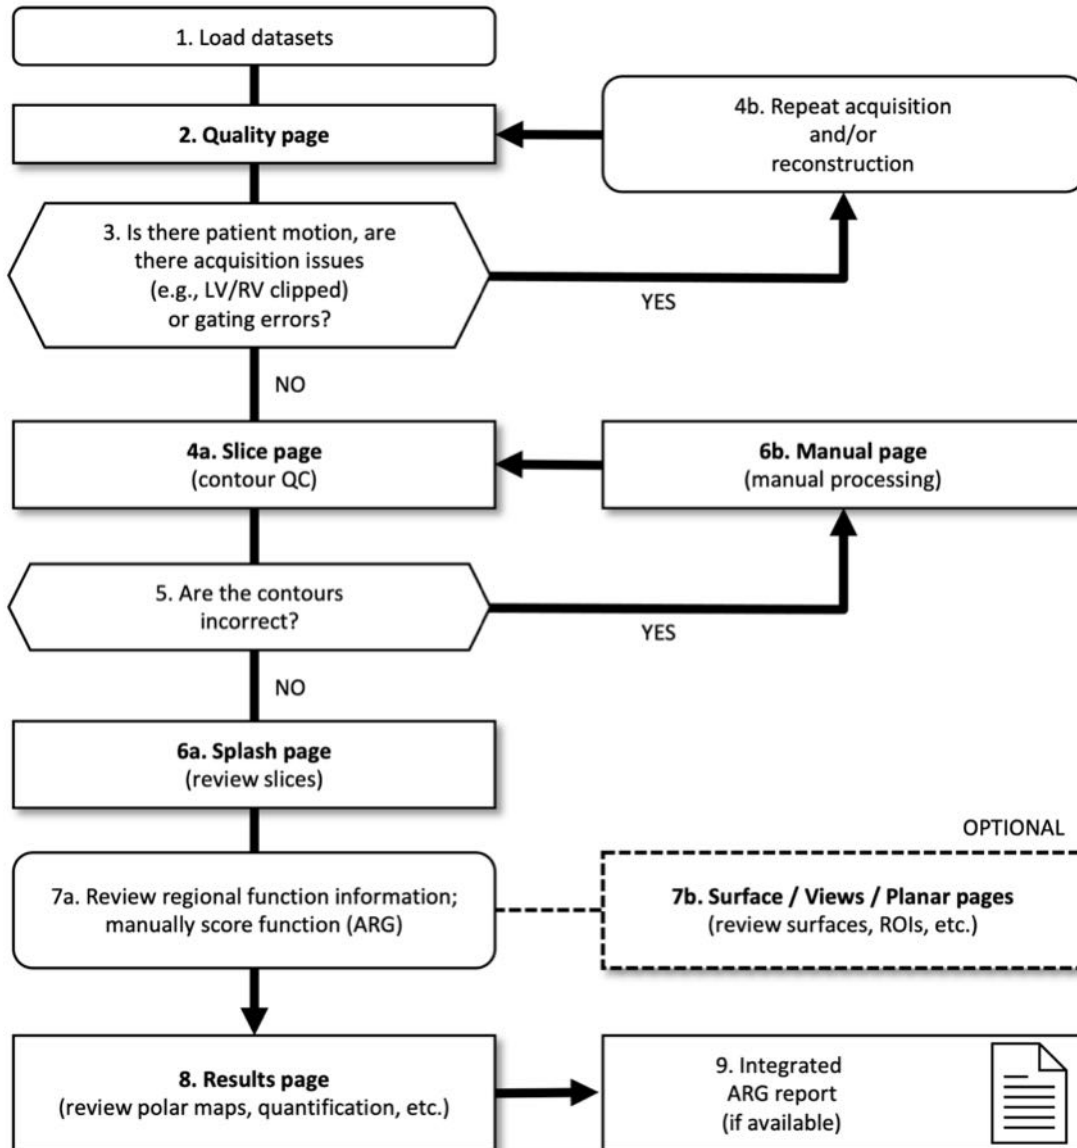 1. Load datasets
2. Quality page
4b. Repeat acquisition
and/or
reconstruction
3. Is there patient motion, are
there acquisition issues
(e.g., LV/RV clipped)
or gating errors?
YES
NO
4a. Slice page
(contour QC)
6b. Manual page
(manual processing)
5. Are the contours
incorrect?
YES
NO
6a. Splash page
(review slices)
OPTIONAL
7a. Review regional function information;
manually score function (ARG)
7b. Surface / Views / Planar pages
(review surfaces, ROIs, etc.)
8. Results page
(review polar maps, quantification, etc.)
9. Integrated
ARG report
(if available)